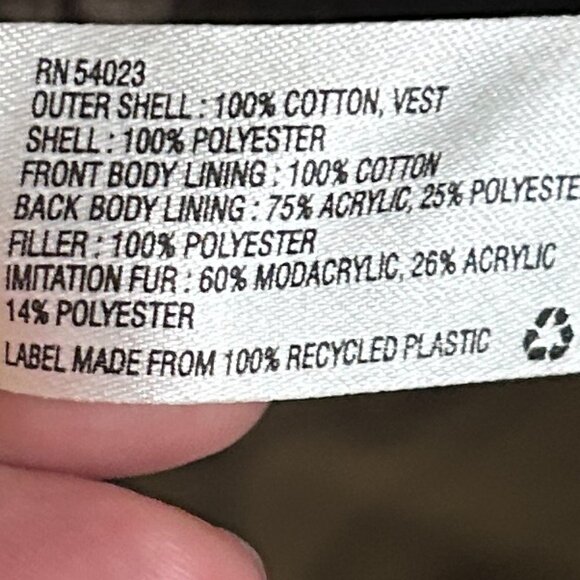 RN 54023
OUTER SHELL : 100% COTTON, VEST
SHELL : 100% POLYESTER
FRONT BODY LINING : 100% COTTON
BACK BODY LINING : 75% ACRYLIC, 25% POLYESTE
FILLER : 100% POLYESTER
IMITATION FUR : 60% MODACRYLIC, 26% ACRYLIC
14% POLYESTER
LABEL MADE FROM 100% RECYCLED PLASTIC